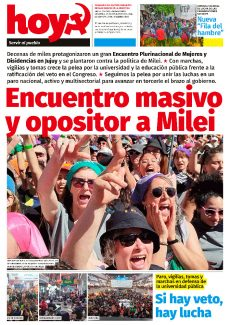 hoy
Servir al pueblo
Nueva
"Fila del
hambre"
Decenas de miles protagonizaron un gran Encuentro Plurinacional de Mujeres y
Disidencias en Jujuy y se plantaron contra la política de Milei. ★ Con marchas,
vigilias y tomas crece la pelea por la universidad y la educación pública frente a la
ratificación del veto en el Congreso. ★ Seguimos la pelea por unir las luchas en un
paro nacional, activo y multisectorial para avanzar en torcerle el brazo al gobierno.
Encuentro masivo
y opositor a Milei
Paro, vigilias, tomas y
marchas en defensa de
la universidad pública.
Si hay veto,
hay lucha